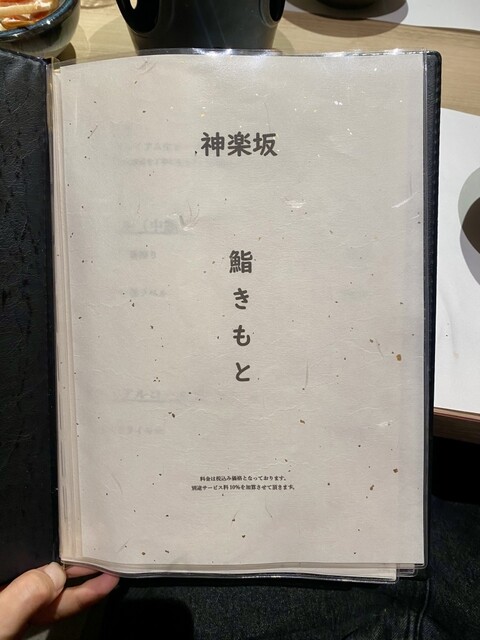 神楽坂
鮨きもと
料金は税込み価格となっております。
別途サービス料10%を加算させて頂きます。